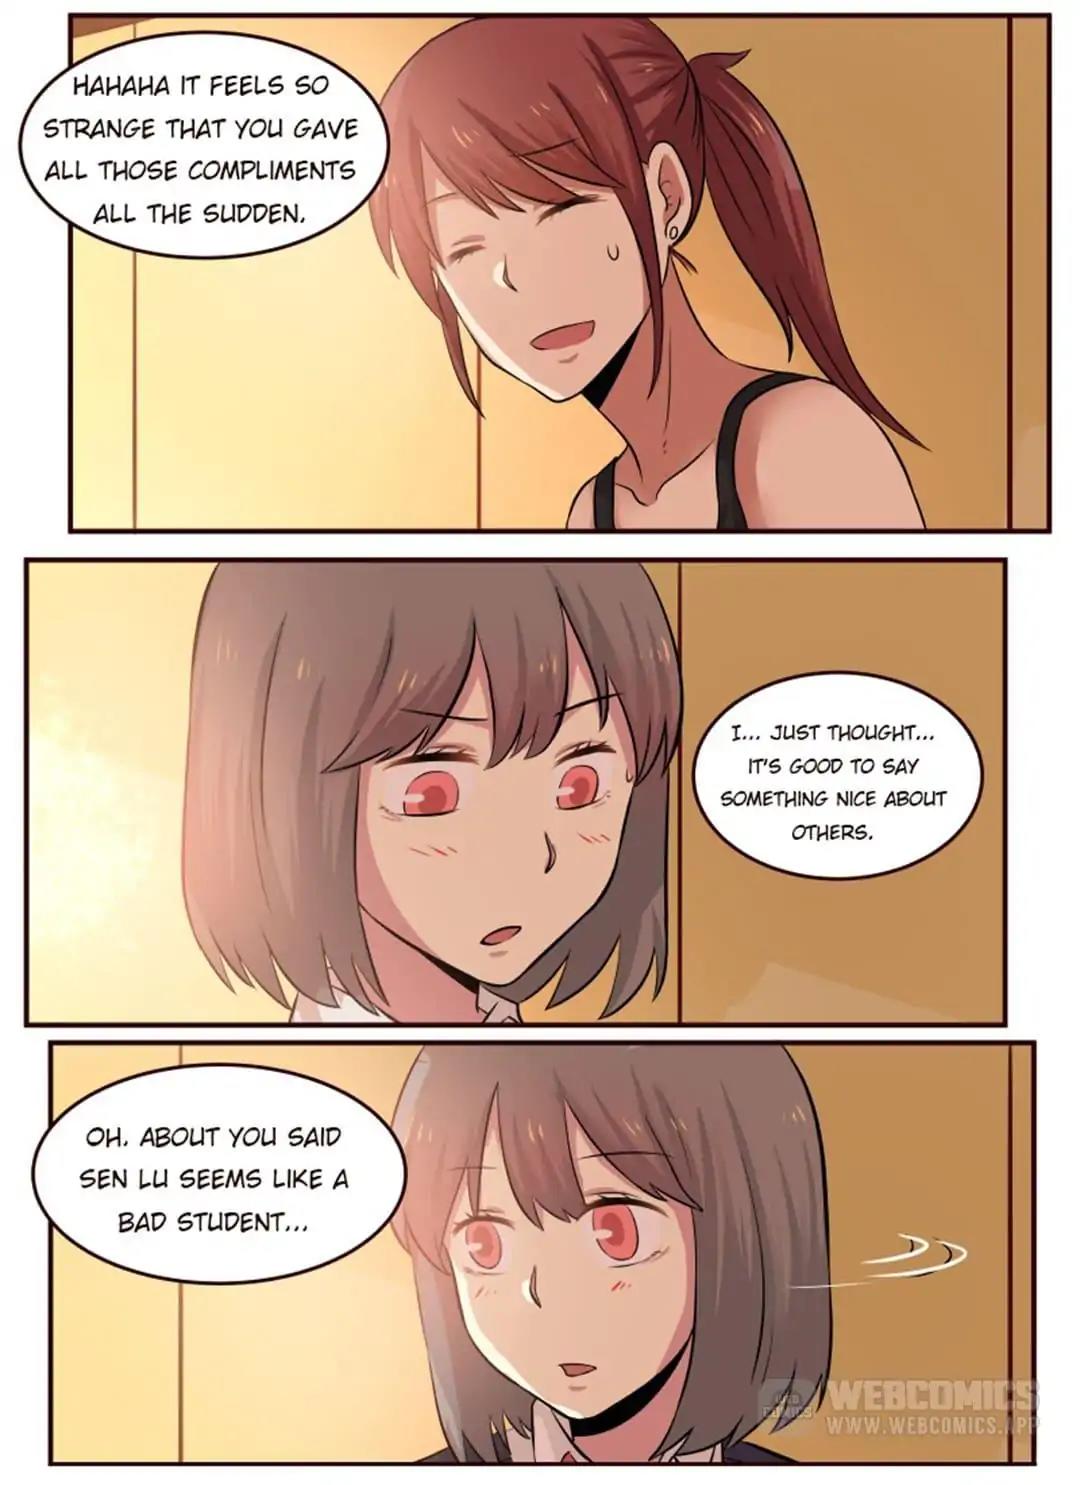 HAHAHA IT FEELS SO
STRANGE THAT YOU GAVE
ALL THOSE COMPLIMENTS
ALL THE SUDDEN.
I... JUST THOUGHT...
IT'S GOOD TO SAY
SOMETHING NICE ABOUT
OTHERS.
OH. ABOUT YOU SAID
SEN LU SEEMS LIKE A
BAD STUDENT...
WEB
COMICS
WEBCOMICS
WWW.WEBCOMICS.APP